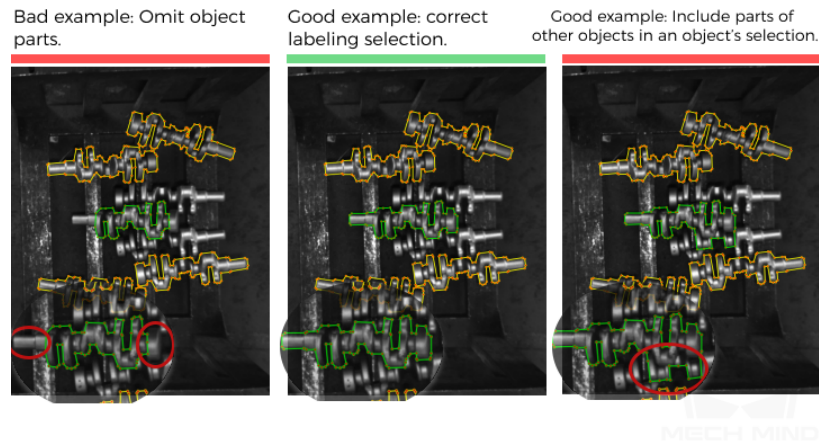 Bad example: Omit object
parts.
Good example: correct
labeling selection.
Good example: Include parts of
other objects in an object's selection.
MECH MIND